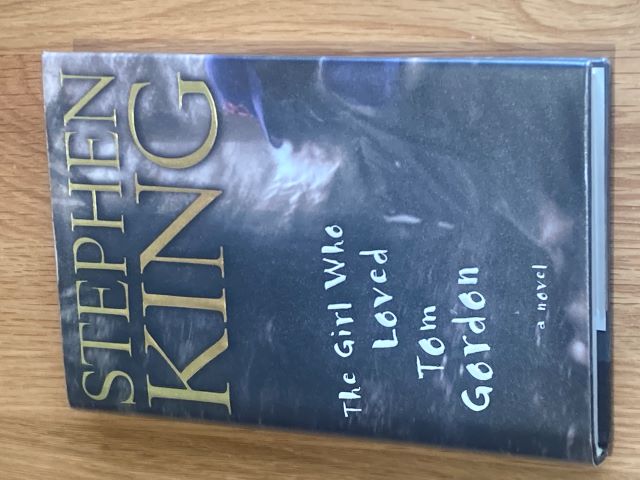 STEPHEN
KING
The Girl Who
Loved
Tom
Gordon
a novel